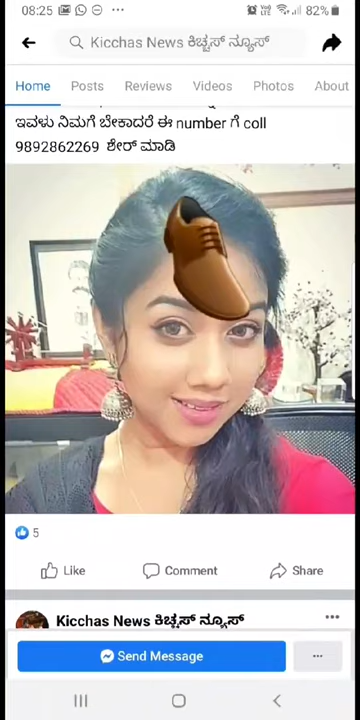 08:25 82%
Kicchas News ಕಿಚ್ಚಸ್ ನ್ಯೂಸ್
Home Posts Reviews Videos Photos About
ಇವಳು ನಿಮಗೆ ಬೇಕಾದರೆ ಈ number ಗೆ coll
9892862269 ಶೇರ್ ಮಾಡಿ
5
Like Comment Share
Kicchas News ಕಿಚ್ಚಸ್ ನ್ಯೂಸ್
Send Message